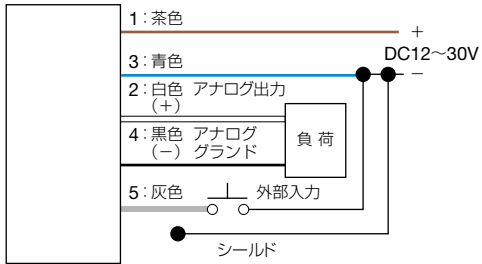 1：茶色
＋
DC12～30V
3：青色
－
2：白色 アナログ出力
（＋）
4：黒色 アナログ
（－） グランド
負 荷
5：灰色
外部入力
シールド